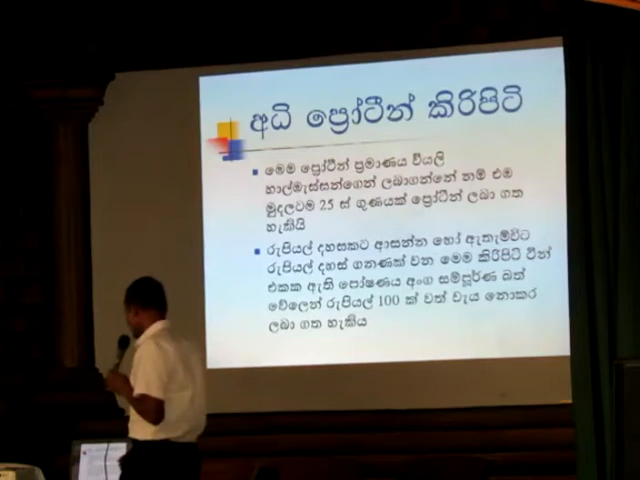 අධි ප්‍රෝටීන් කිරිපිටි
මෙම ප්‍රෝටීන් ප්‍රමාණය වියලි
හාල්මැස්සන්ගෙන් ලබාගන්නේ නම් එම
මුදලටම 25 ස් ගුණයක් ප්‍රෝටීන් ලබා ගත
හැකියි
රුපියල් දහසකට ආසන්න හෝ ඇතැම්විට
රුපියල් දහස් ගනණක් වන මෙම කිරිපිටි ටින්
එකක ඇති පෝෂණය අංග සම්පූර්ණ බත්
වේලෙන් රුපියල් 100 ක් වත් වැය නොකර
ලබා ගත හැකිය